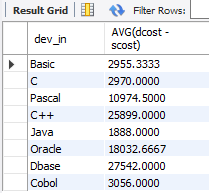 Result Grid Filter Rows:
dev_in AVG(dcost -
scost)
Basic 2955.3333
C 2970.0000
Pascal 10974.5000
C++ 25899.0000
Java 1888.0000
Oracle 18032.6667
Dbase 27542.0000
Cobol 3056.0000